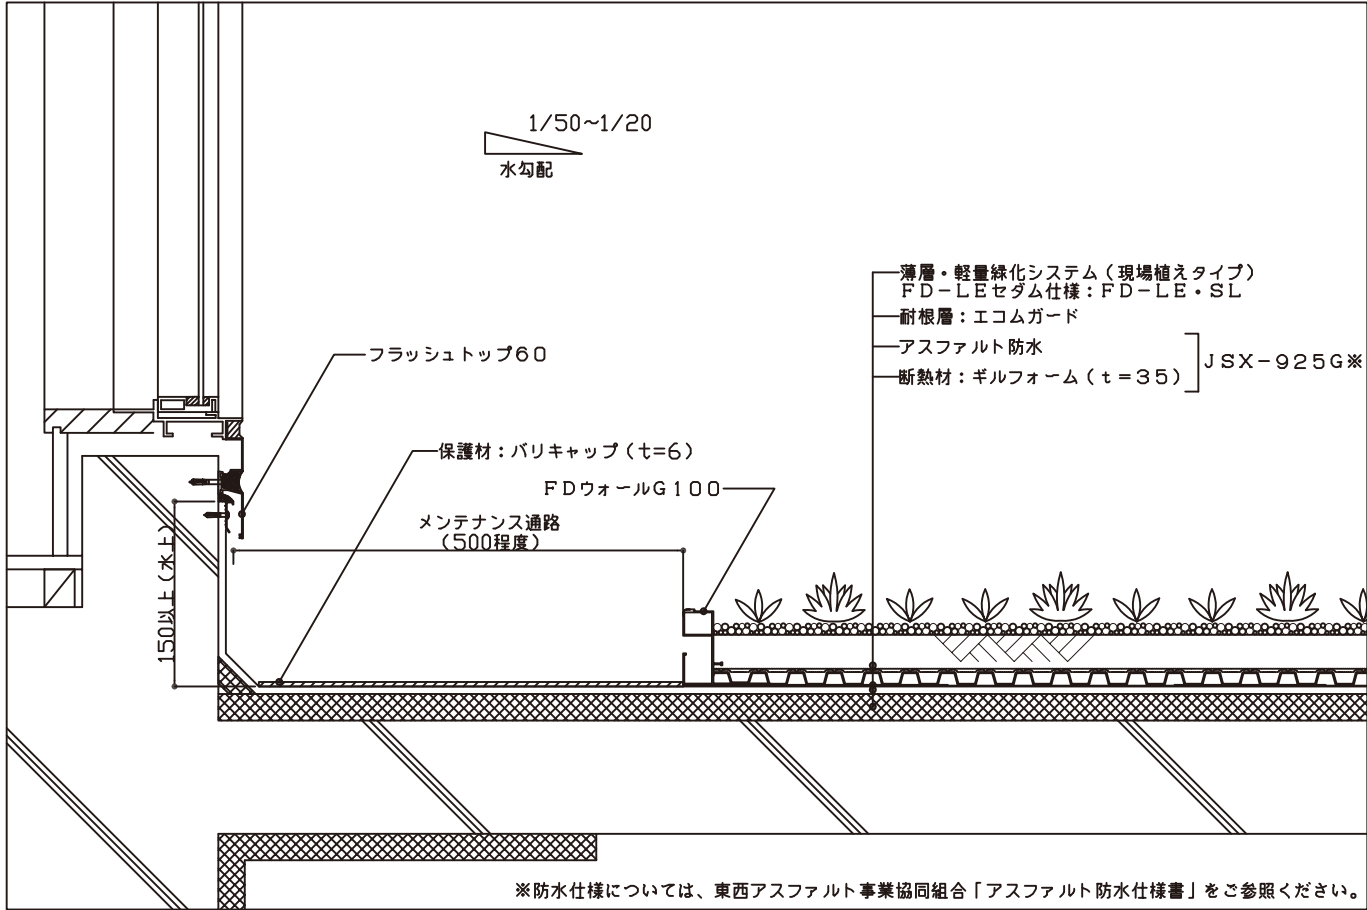 1/50~1/20
水勾配
薄層・軽量緑化システム（現場植えタイプ）
ＦＤ－ＬＥセダム仕様：ＦＤ－ＬＥ・ＳＬ
耐根層：エコムガード
アスファルト防水
断熱材：ギルフォーム（ｔ＝３５）
ＪＳＸ－９２５Ｇ※
フラッシュトップ６０
保護材：バリキャップ（t=6）
ＦＤウォールＧ１００
メンテナンス通路
（500程度）
150以上（水上）
※防水仕様については、東西アスファルト事業協同組合「アスファルト防水仕様書」をご参照ください。